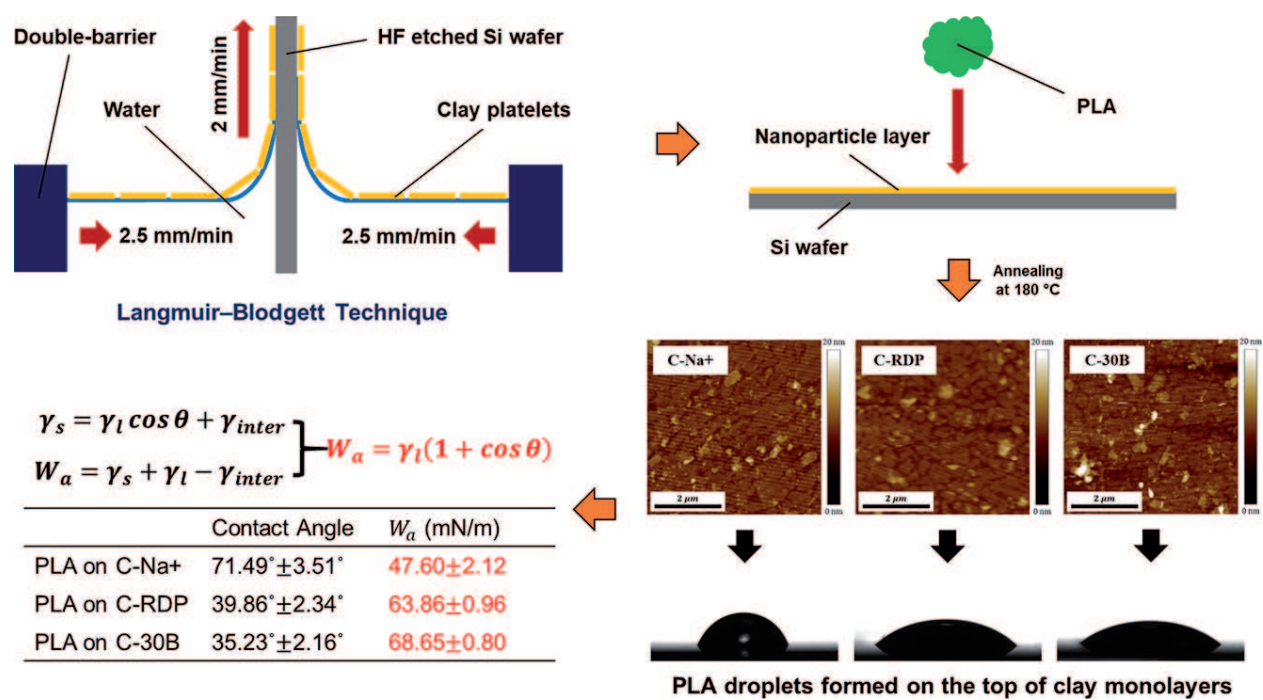 Double-barrier
HF etched Si wafer
2 mm/min
Water
Clay platelets
2.5 mm/min
2.5 mm/min
Langmuir–Blodgett Technique
PLA
Nanoparticle layer
Si wafer
Annealing
at 180 °C
C-Na+
20 nm
0 nm
2 μm
C-RDP
20 nm
0 nm
2 μm
C-30B
20 nm
0 nm
2 μm
PLA droplets formed on the top of clay monolayers
γs = γl cos θ + γinter
Wa = γs + γl − γinter
Wa = γl(1 + cos θ)
Contact Angle Wa (mN/m)
PLA on C-Na+ 71.49°±3.51° 47.60±2.12
PLA on C-RDP 39.86°±2.34° 63.86±0.96
PLA on C-30B 35.23°±2.16° 68.65±0.80